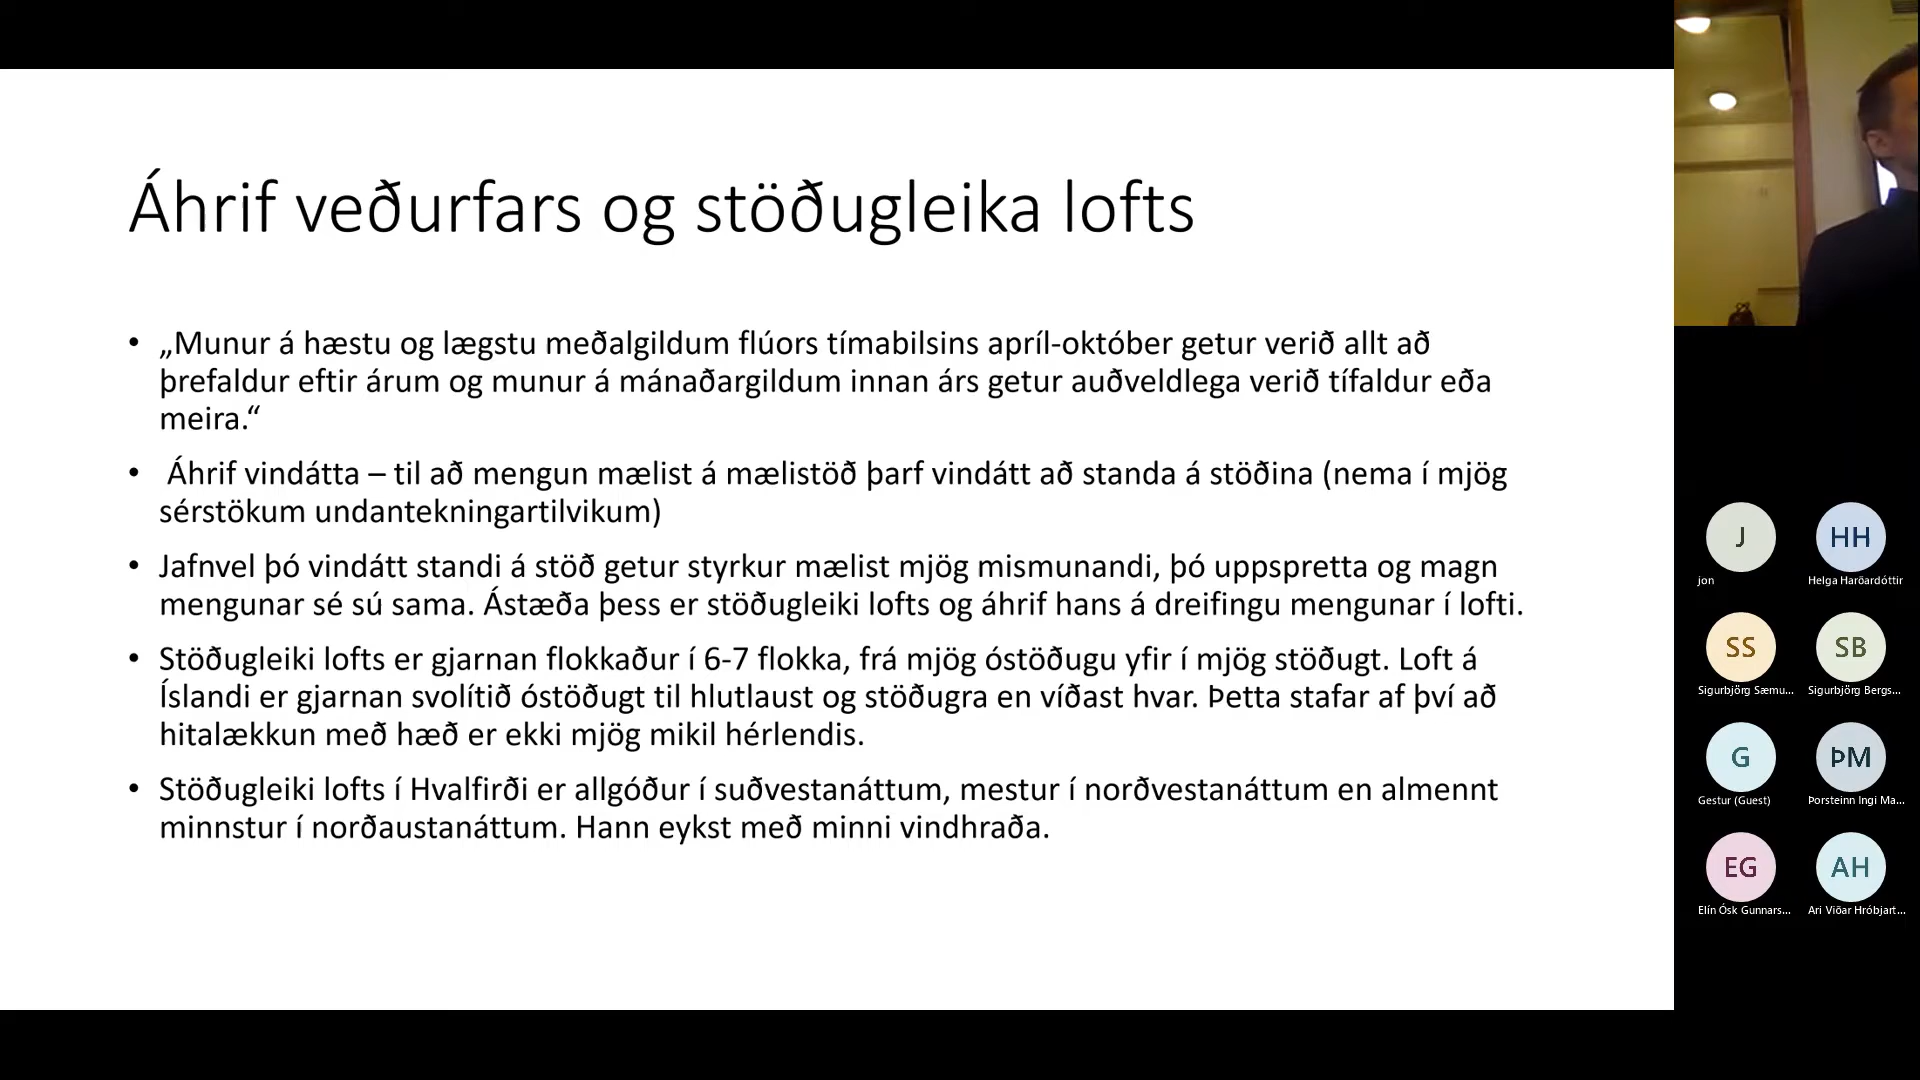 Áhrif veðurfars og stöðugleika lofts
• „Munur á hæstu og lægstu meðalgildum flúors tímabilsins apríl-október getur verið allt að
þrefaldur eftir árum og munur á mánaðargildum innan árs getur auðveldlega verið tífaldur eða
meira.“
• Áhrif vindátta – til að mengun mælist á mælistöð þarf vindátt að standa á stöðina (nema í mjög
sérstökum undantekningartilvikum)
• Jafnvel þó vindátt standi á stöð getur styrkur mælist mjög mismunandi, þó uppspretta og magn
mengunar sé sú sama. Ástæða þess er stöðugleiki lofts og áhrif hans á dreifingu mengunar í lofti.
• Stöðugleiki lofts er gjarnan flokkaður í 6-7 flokka, frá mjög óstöðugu yfir í mjög stöðugt. Loft á
Íslandi er gjarnan svolítið óstöðugt til hlutlaust og stöðugra en víðast hvar. Þetta stafar af því að
hitalækkun með hæð er ekki mjög mikil hérlendis.
• Stöðugleiki lofts í Hvalfirði er allgóður í suðvestanáttum, mestur í norðvestanáttum en almennt
minnstur í norðaustanáttum. Hann eykst með minni vindhraða.
J
jon
HH
Helga Harðardóttir
SS
Sigurbjörg Sæmu...
SB
Sigurbjörg Bergs...
G
Gestur (Guest)
ÞM
Þorsteinn Ingi Ma...
EG
Elín Ósk Gunnars...
AH
Ari Viðar Hróbjart...